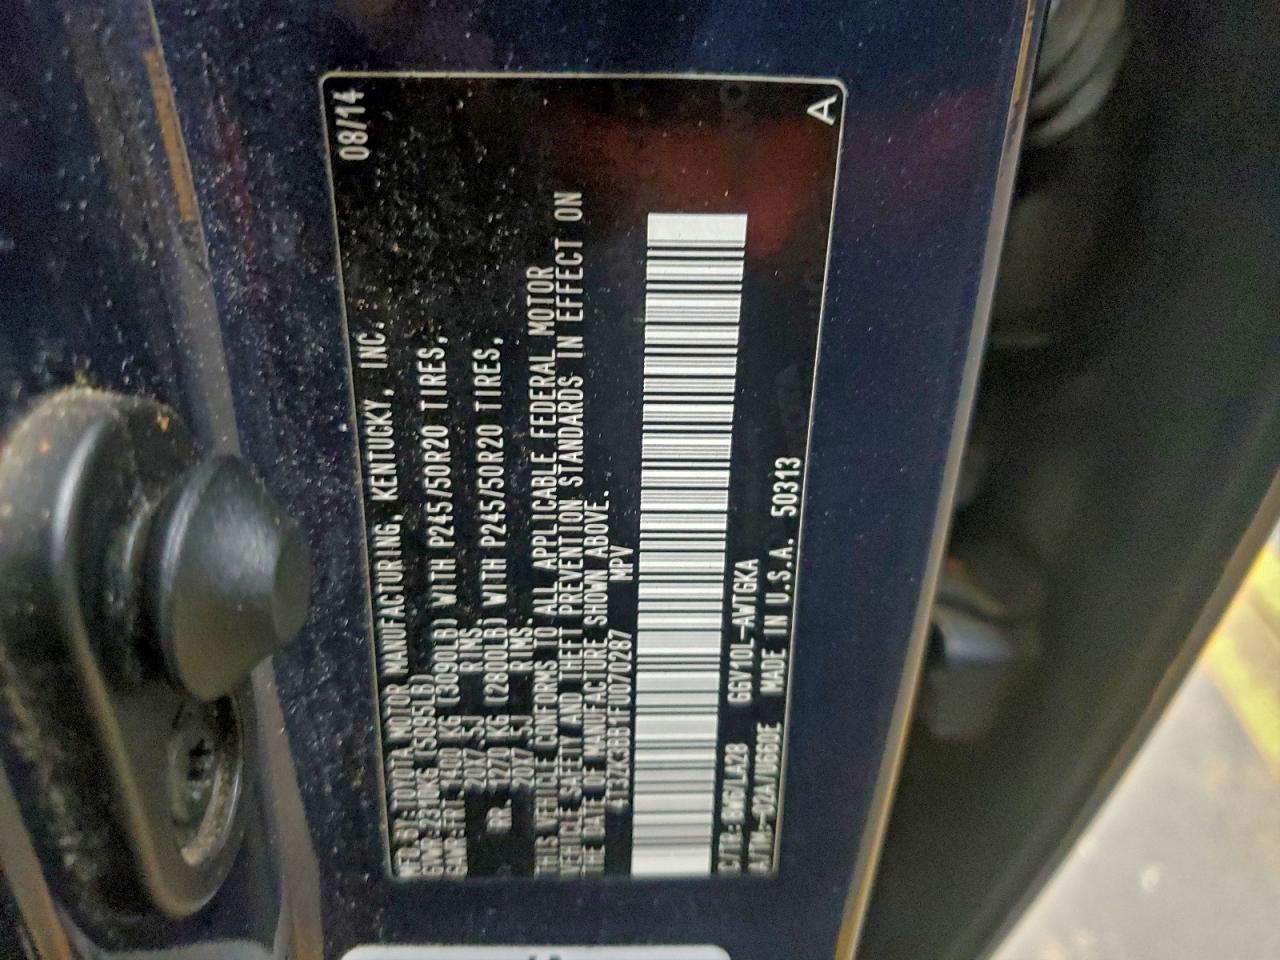 MFD. BY: TOYOTA MOTOR MANUFACTURING, KENTUCKY, INC. 08/14
GVWR: 2310KG (5095LB)
GAWR: FRT 1400 KG (3090LB) WITH P245/50R20 TIRES,
20X7.5J RIMS.
RR. 1270 KG (2800LB) WITH P245/50R20 TIRES,
20X7.5J RIMS.
THIS VEHICLE CONFORMS TO ALL APPLICABLE FEDERAL MOTOR
VEHICLE SAFETY AND THEFT PREVENTION STANDARDS IN EFFECT ON
THE DATE OF MANUFACTURE SHOWN ABOVE.
4T3ZK3BB1FU070287 MPV
C/TR: 8W6/LA28 GGV10L-AWTGKA
A/TM: -02A/U660E MADE IN U.S.A. 50313
A